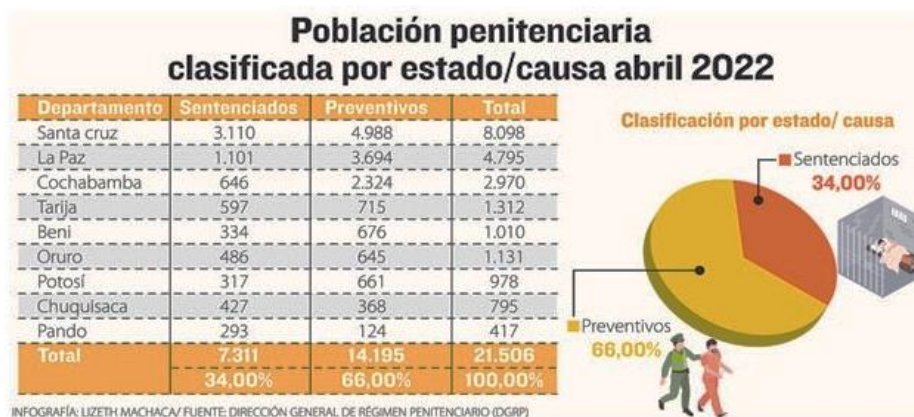 Población penitenciaria
clasificada por estado/causa abril 2022
Departamento Sentenciados Preventivos Total
Santa cruz 3.110 4.988 8.098
La Paz 1.101 3.694 4.795
Cochabamba 646 2.324 2.970
Tarija 597 715 1.312
Beni 334 676 1.010
Oruro 486 645 1.131
Potosí 317 661 978
Chuquisaca 427 368 795
Pando 293 124 417
Total 7.311 14.195 21.506
34,00% 66,00% 100,00%
Clasificación por estado/ causa
Sentenciados
34,00%
Preventivos
66,00%
INFOGRAFÍA: LIZETH MACHACA/ FUENTE: DIRECCIÓN GENERAL DE RÉGIMEN PENITENCIARIO (DGRP)